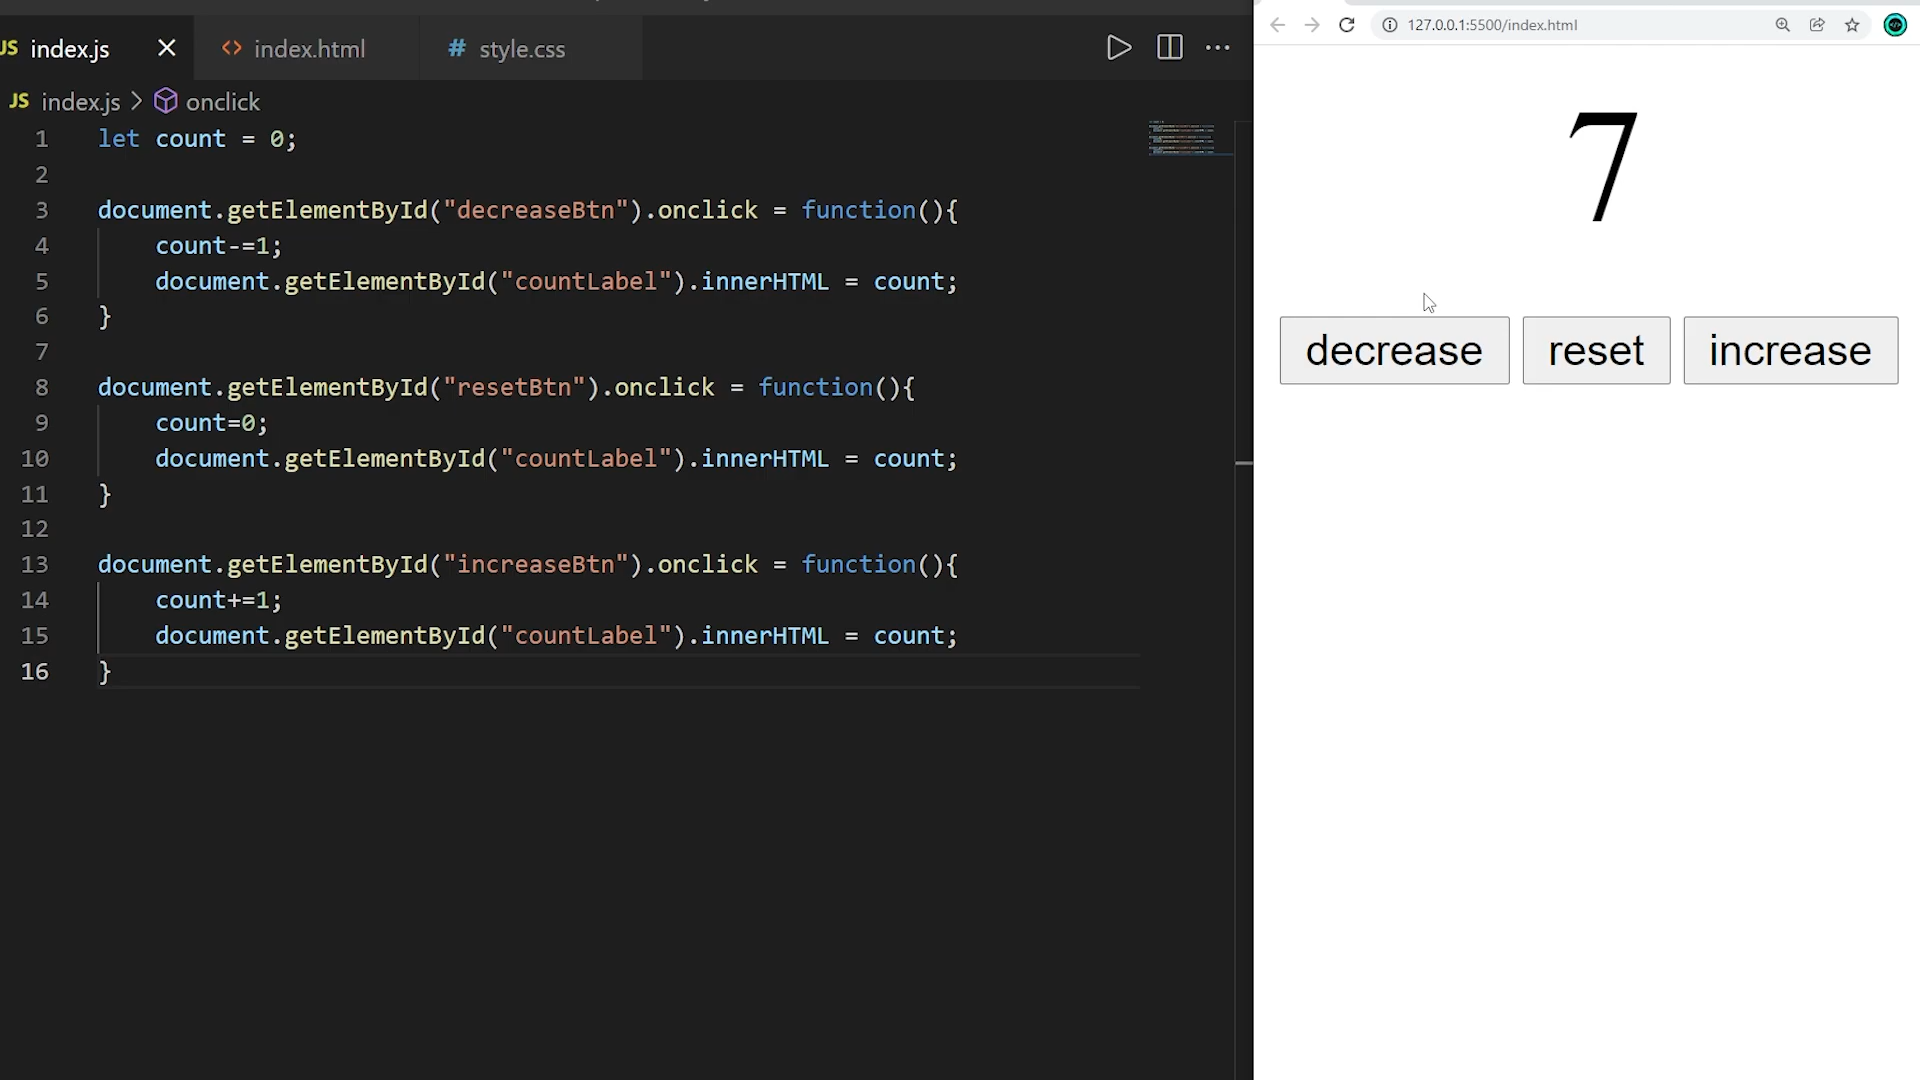 JS index.js index.html # style.css
JS index.js > onclick
1 let count = 0;
2
3 document.getElementById("decreaseBtn").onclick = function(){
4 count-=1;
5 document.getElementById("countLabel").innerHTML = count;
6 }
7
8 document.getElementById("resetBtn").onclick = function(){
9 count=0;
10 document.getElementById("countLabel").innerHTML = count;
11 }
12
13 document.getElementById("increaseBtn").onclick = function(){
14 count+=1;
15 document.getElementById("countLabel").innerHTML = count;
16 }
127.0.0.1:5500/index.html
7
decrease reset increase